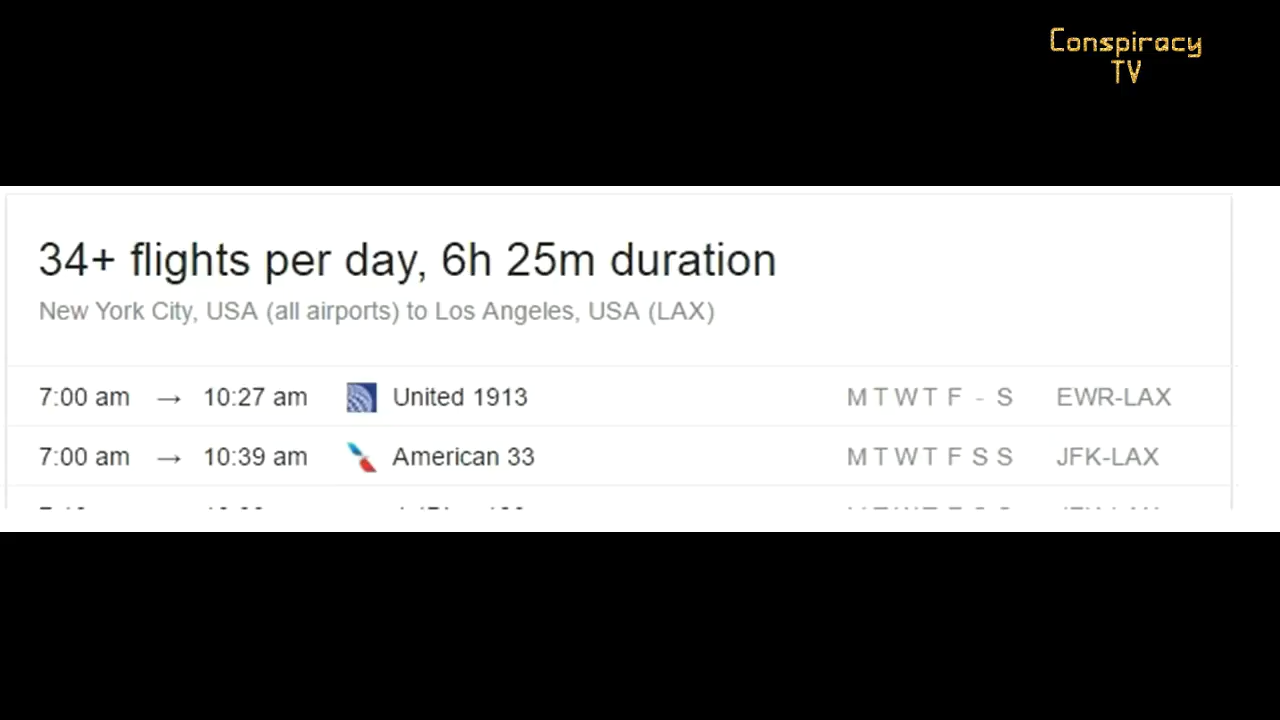 Conspiracy
TV
34+ flights per day, 6h 25m duration
New York City, USA (all airports) to Los Angeles, USA (LAX)
7:00 am → 10:27 am United 1913 M T W T F - S EWR-LAX
7:00 am → 10:39 am American 33 M T W T F S S JFK-LAX